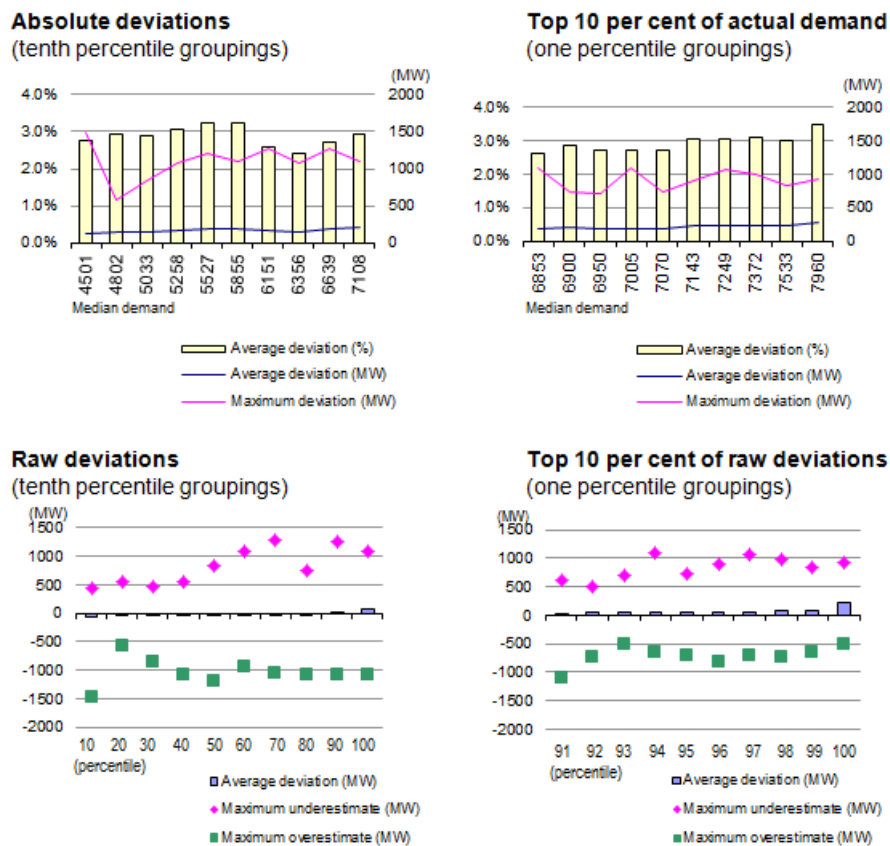 Absolute deviations
(tenth percentile groupings)
(MW)
4.0%
3.0%
2.0%
1.0%
0.0%
2000
1500
1000
500
0
4501
4802
5033
5258
5527
5855
6151
6356
6639
7108
Median demand
Average deviation (%)
Average deviation (MW)
Maximum deviation (MW)
Top 10 per cent of actual demand
(one percentile groupings)
(MW)
4.0%
3.0%
2.0%
1.0%
0.0%
2000
1500
1000
500
0
6853
6900
6950
7005
7070
7143
7249
7372
7533
7960
Median demand
Average deviation (%)
Average deviation (MW)
Maximum deviation (MW)
Raw deviations
(tenth percentile groupings)
(MW)
1500
1000
500
0
-500
-1000
-1500
-2000
10 20 30 40 50 60 70 80 90 100
(percentile)
Average deviation (MW)
Maximum underestimate (MW)
Maximum overestimate (MW)
Top 10 per cent of raw deviations
(one percentile groupings)
(MW)
1500
1000
500
0
-500
-1000
-1500
-2000
91 92 93 94 95 96 97 98 99 100
(percentile)
Average deviation (MW)
Maximum underestimate (MW)
Maximum overestimate (MW)